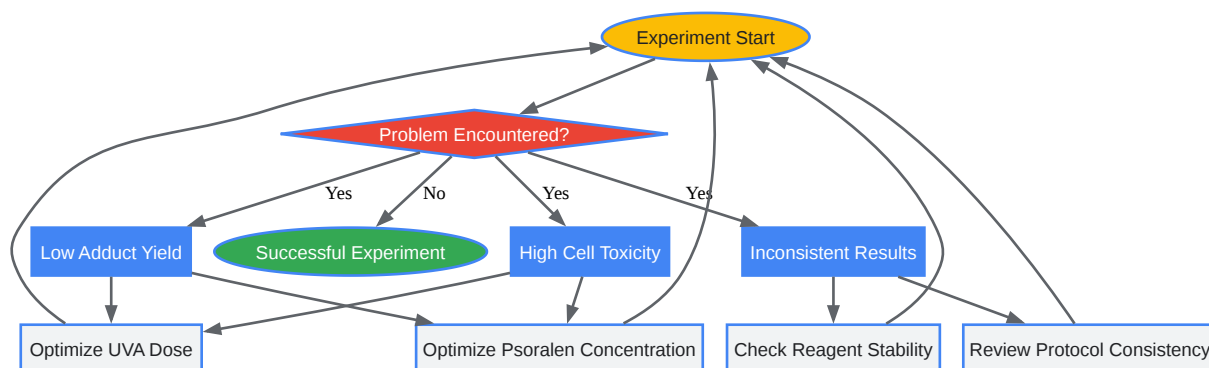 Experiment Start
Problem Encountered?
Yes
No
Yes
Yes
Low Adduct Yield
Successful Experiment
High Cell Toxicity
Inconsistent Results
Optimize UVA Dose
Optimize Psoralen Concentration
Check Reagent Stability
Review Protocol Consistency